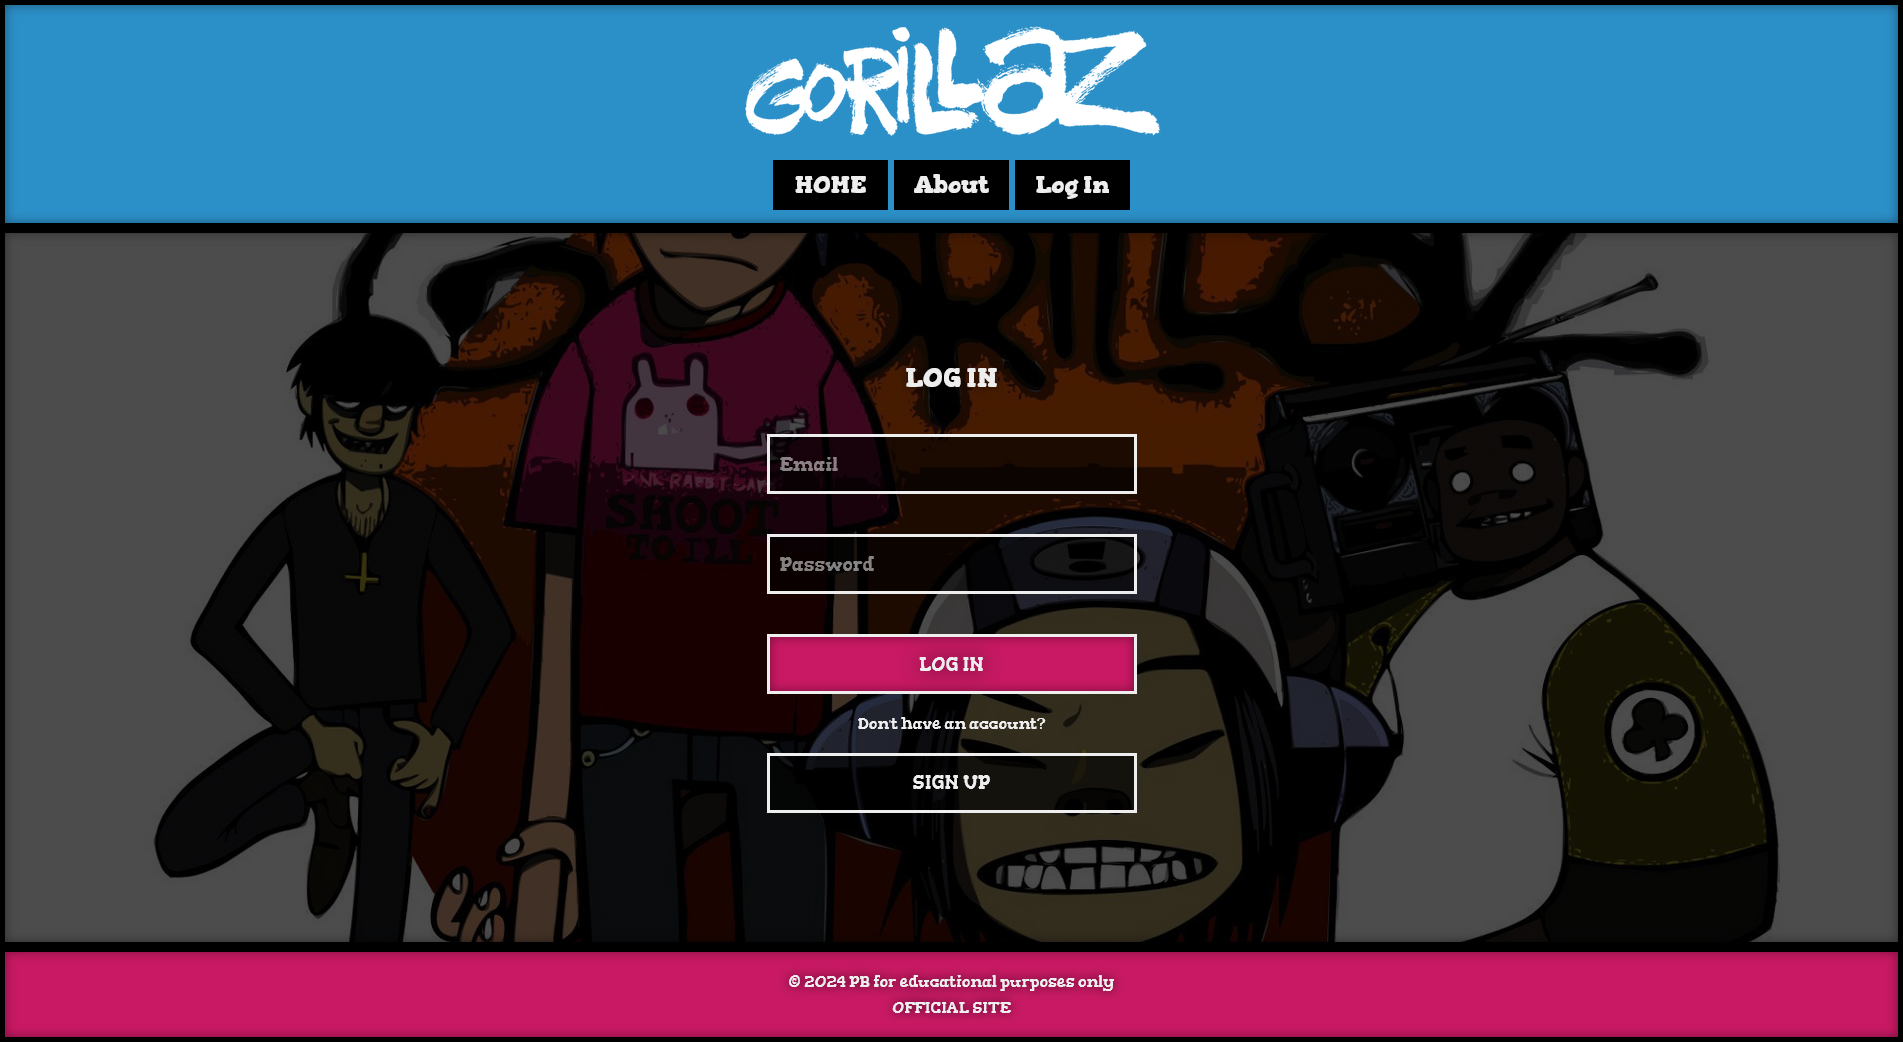 GORILLAZ
HOME About Log In
GORILLAZ
LOG IN
PINK RABBIT
SHOOT
TO ILL
Email
Password
LOG IN
Don't have an account?
SIGN UP
© 2024 PB for educational purposes only
OFFICIAL SITE